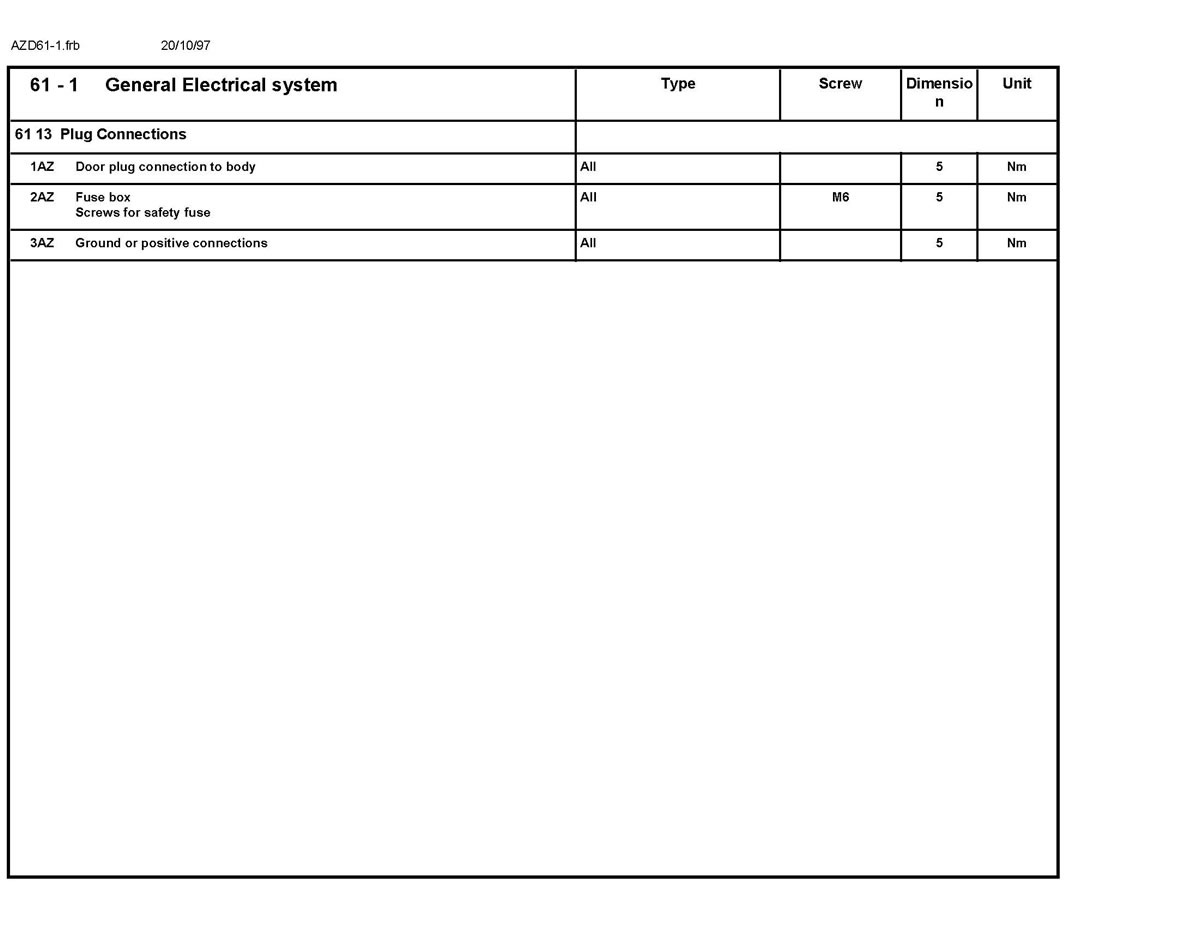 AZD61-1.frb 20/10/97
61 - 1 General Electrical system Type Screw Dimensio Unit
n
61 13 Plug Connections
1AZ Door plug connection to body All 5 Nm
2AZ Fuse box All M6 5 Nm
Screws for safety fuse
3AZ Ground or positive connections All 5 Nm